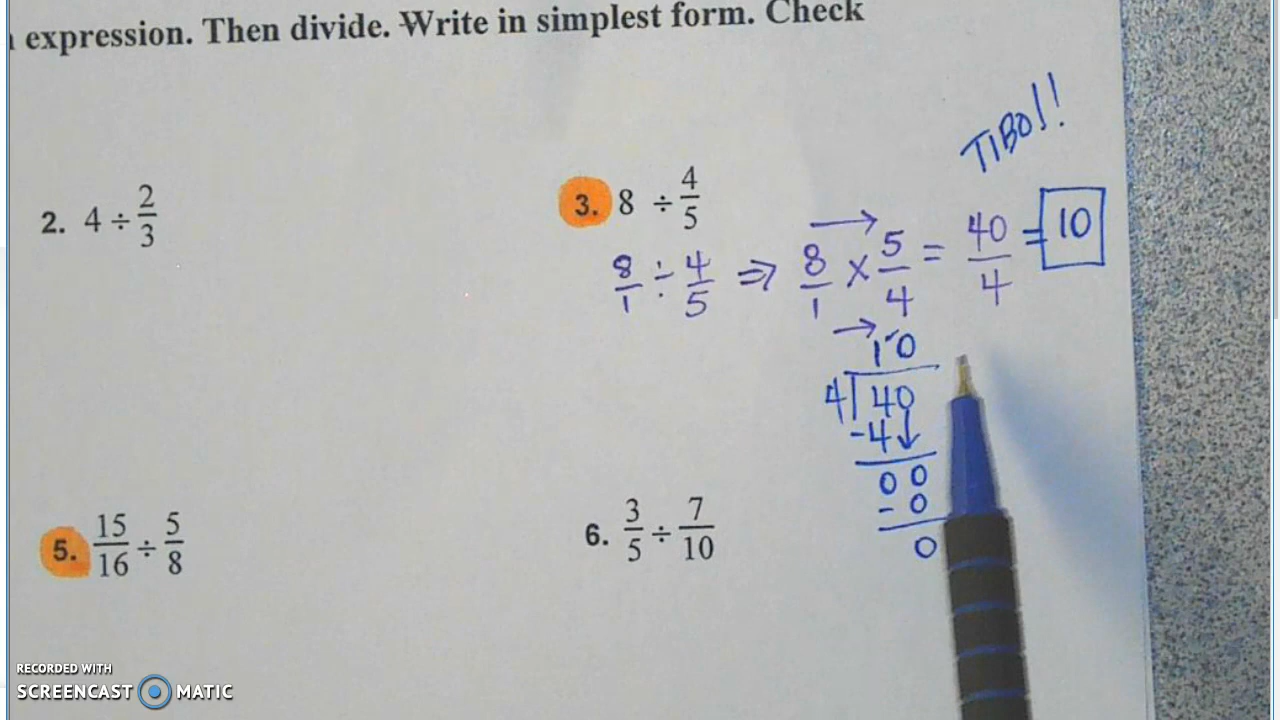 expression. Then divide. Write in simplest form. Check
TIBO!!
2. 4 ÷ 2/3
3. 8 ÷ 4/5
8/1 ÷ 4/5 ⇒ 8/1 × 5/4 = 40/4 = 10
10
4 40
-4↓
00
-0
0
5. 15/16 ÷ 5/8
6. 3/5 ÷ 7/10
RECORDED WITH
SCREENCAST MATIC